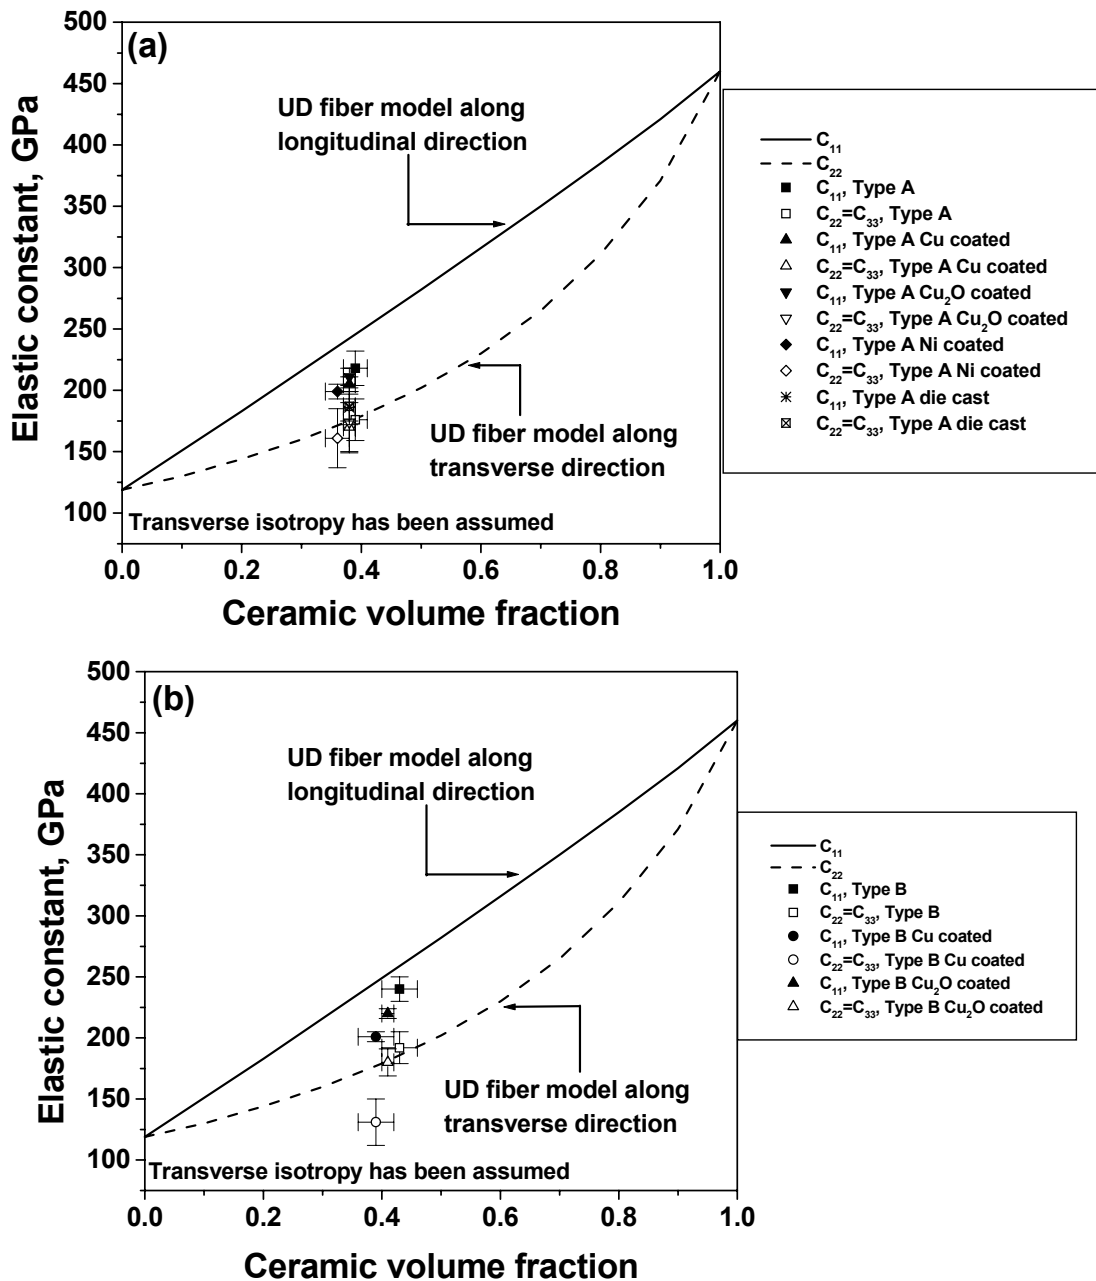 (a)
500
450
400
350
300
250
200
150
100
Elastic constant, GPa
UD fiber model along
longitudinal direction
UD fiber model along
transverse direction
Transverse isotropy has been assumed
0.0 0.2 0.4 0.6 0.8 1.0
Ceramic volume fraction
C₁₁
C₂₂
C₁₁, Type A
C₂₂=C₃₃, Type A
C₁₁, Type A Cu coated
C₂₂=C₃₃, Type A Cu coated
C₁₁, Type A Cu₂O coated
C₂₂=C₃₃, Type A Cu₂O coated
C₁₁, Type A Ni coated
C₂₂=C₃₃, Type A Ni coated
C₁₁, Type A die cast
C₂₂=C₃₃, Type A die cast
(b)
500
450
400
350
300
250
200
150
100
Elastic constant, GPa
UD fiber model along
longitudinal direction
UD fiber model along
transverse direction
Transverse isotropy has been assumed
0.0 0.2 0.4 0.6 0.8 1.0
Ceramic volume fraction
C₁₁
C₂₂
C₁₁, Type B
C₂₂=C₃₃, Type B
C₁₁, Type B Cu coated
C₂₂=C₃₃, Type B Cu coated
C₁₁, Type B Cu₂O coated
C₂₂=C₃₃, Type B Cu₂O coated